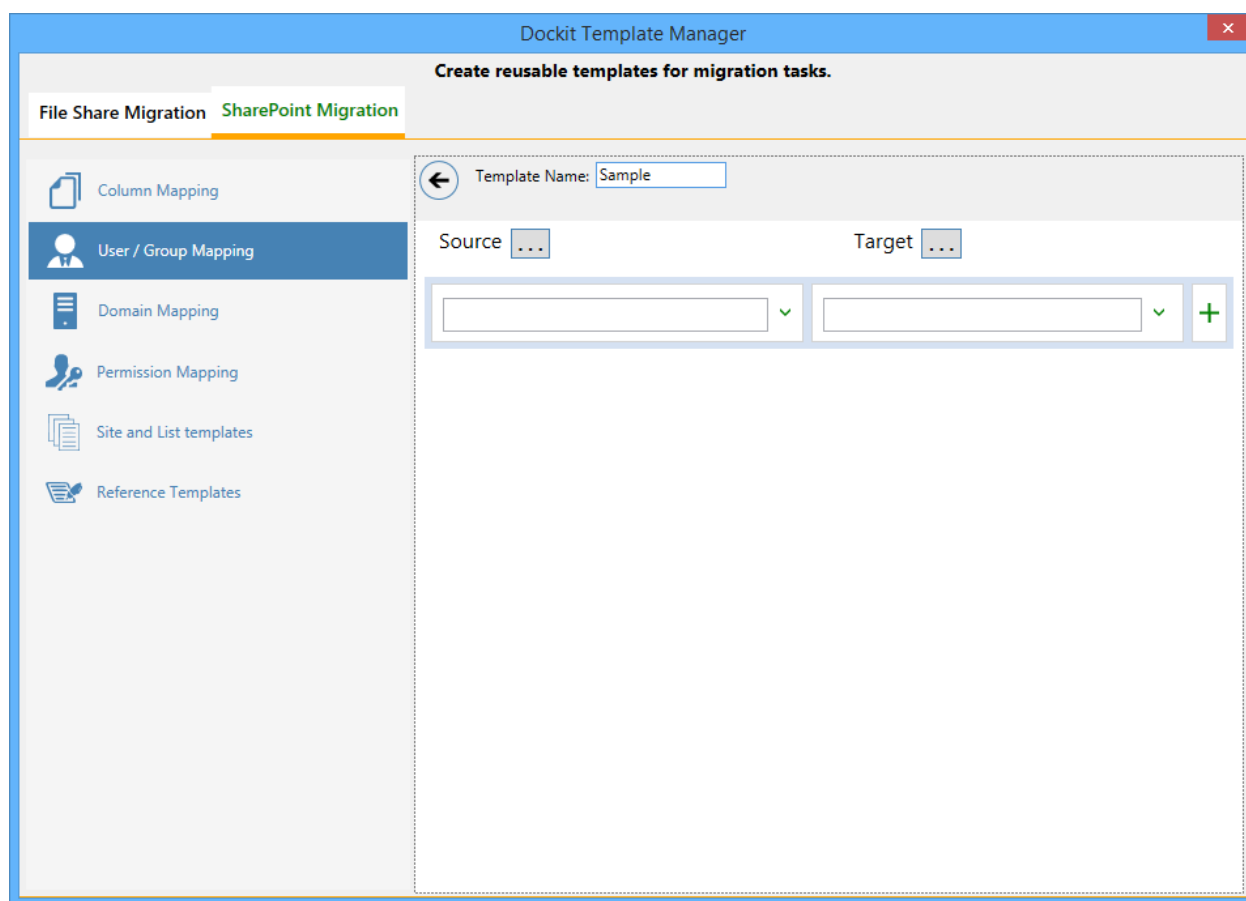 Dockit Template Manager
Create reusable templates for migration tasks.
File Share Migration SharePoint Migration
Column Mapping
User / Group Mapping
Domain Mapping
Permission Mapping
Site and List templates
Reference Templates
Template Name: Sample
Source ... Target ...